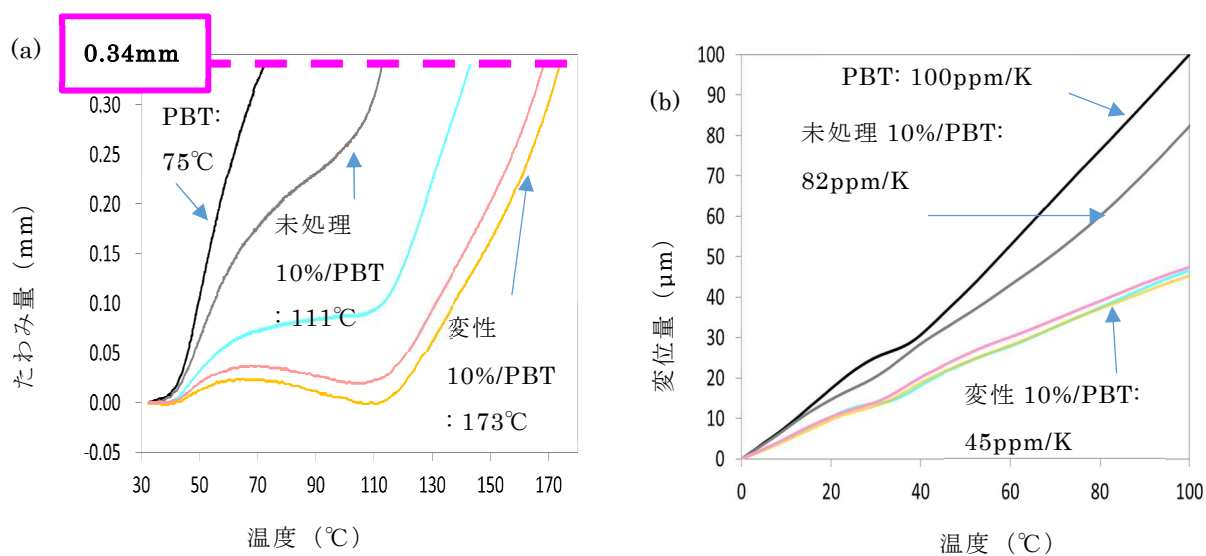 (a)
0.34mm
0.30
0.25
0.20
0.15
0.10
0.05
0.00
-0.05
たわみ量（mm）
30 50 70 90 110 130 150 170
温度（℃）
PBT:
75℃
未処理
10%/PBT
: 111℃
変性
10%/PBT
: 173℃
(b)
100
90
80
70
60
50
40
30
20
10
0
変位量（μm）
0 20 40 60 80 100
温度（℃）
PBT: 100ppm/K
未処理 10%/PBT:
82ppm/K
変性 10%/PBT:
45ppm/K